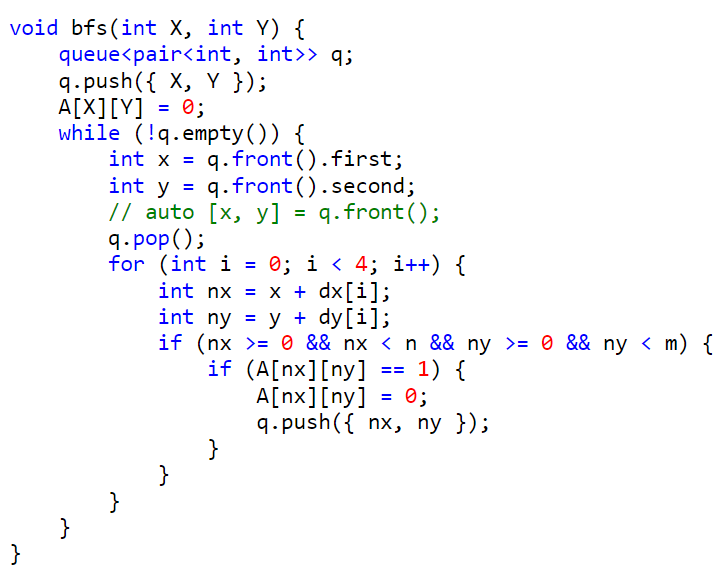 void bfs(int X, int Y) {
    queue<pair<int, int>> q;
    q.push({ X, Y });
    A[X][Y] = 0;
    while (!q.empty()) {
        int x = q.front().first;
        int y = q.front().second;
        // auto [x, y] = q.front();
        q.pop();
        for (int i = 0; i < 4; i++) {
            int nx = x + dx[i];
            int ny = y + dy[i];
            if (nx >= 0 && nx < n && ny >= 0 && ny < m) {
                if (A[nx][ny] == 1) {
                    A[nx][ny] = 0;
                    q.push({ nx, ny });
                }
            }
        }
    }
}